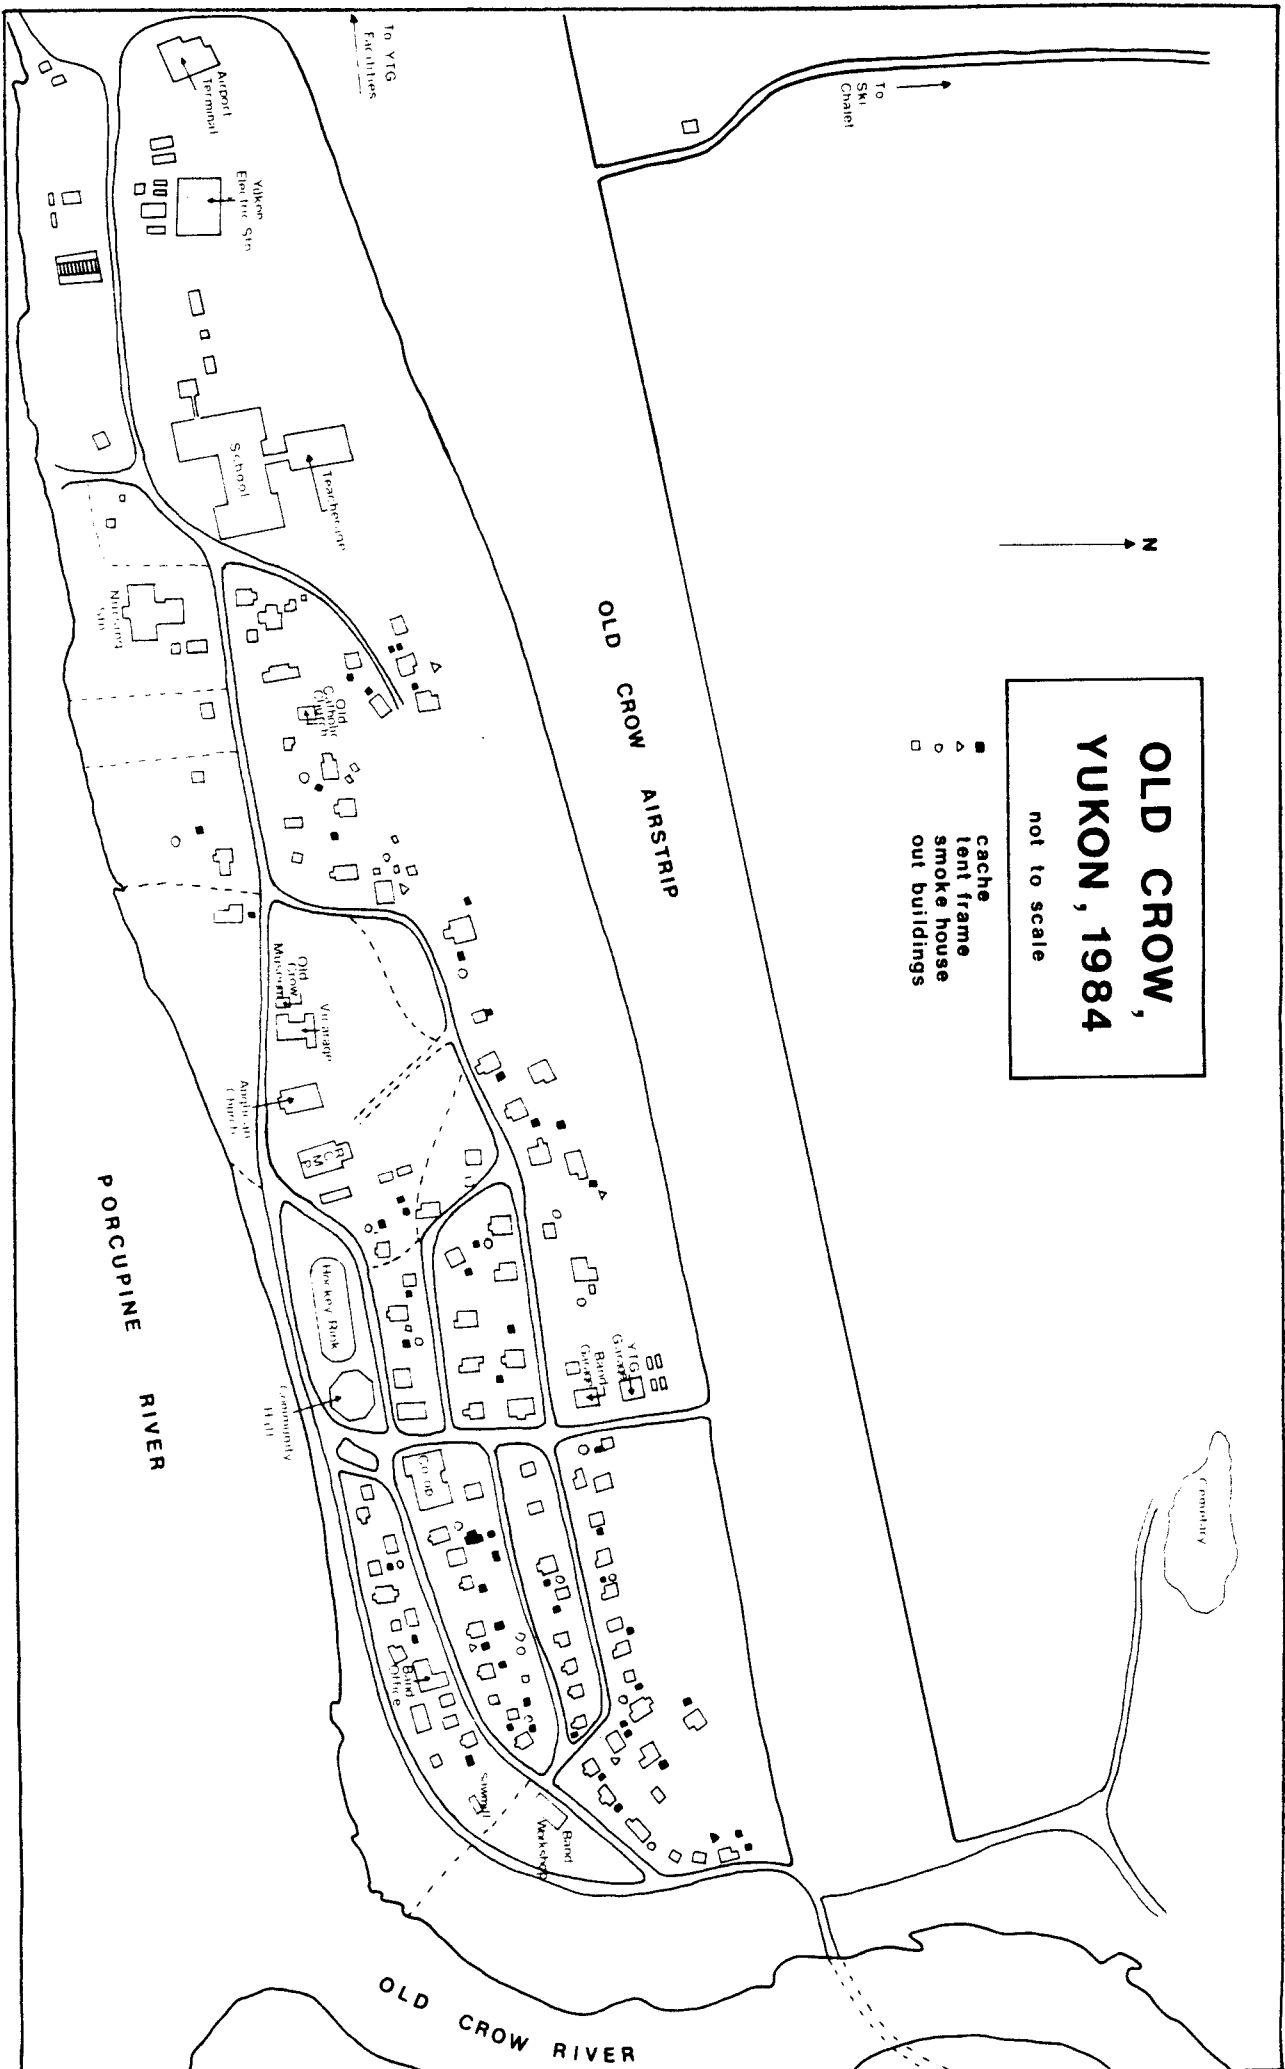 OLD CROW,
YUKON, 1984
not to scale
cache
tent frame
smoke house
out buildings
N
To
Ski
Chalet
To YTG
Facilities
Airport
Terminal
Yukon
Electric Stn
School
Teacherage
Nursing
Stn
Old
Catholic
Church
OLD CROW AIRSTRIP
Old
Crow
Museum
Vicarage
Anglican
Church
R
C
M
P
Hockey Rink
Community
Hall
YTG
Garage
Band
Garage
Co-op
Band
Office
Sawmill
Band
Workshop
Cemetary
PORCUPINE RIVER
OLD CROW RIVER